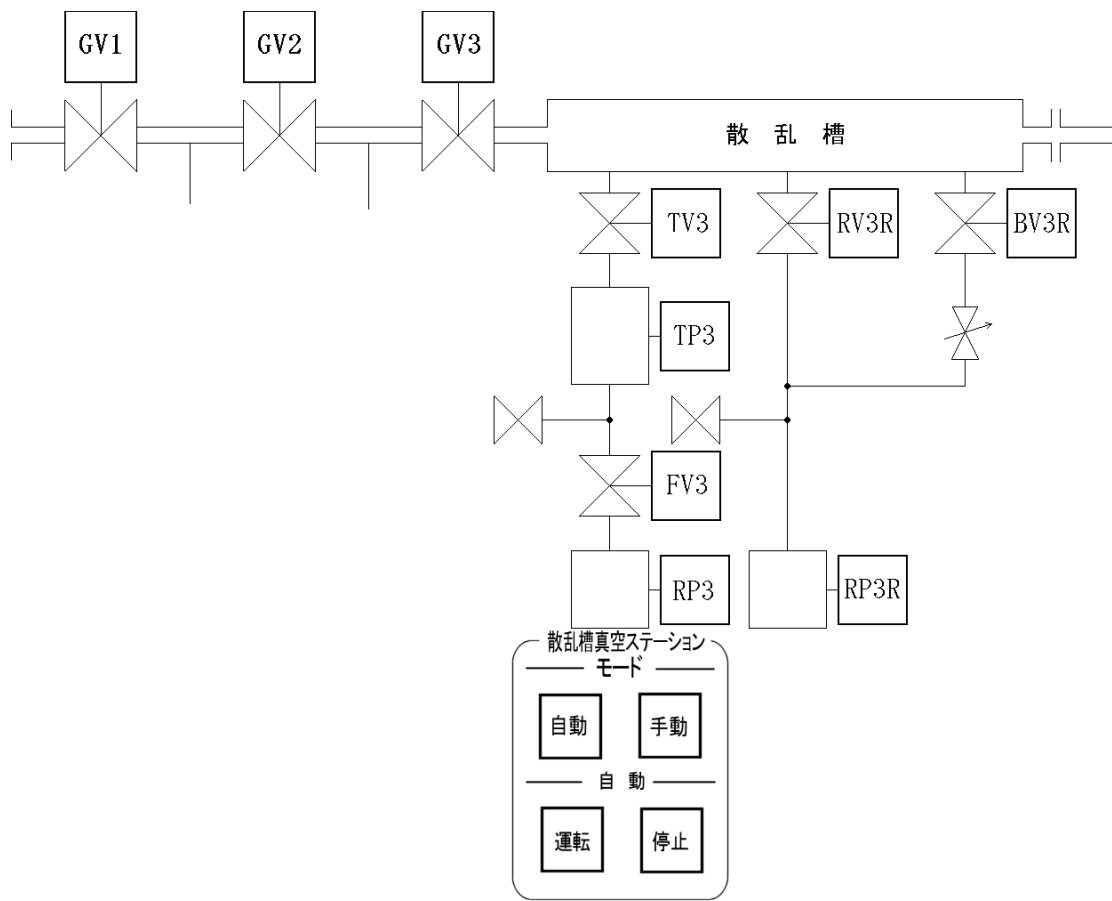 GV1 GV2 GV3
散乱槽
TV3 RV3R BV3R
TP3
FV3
RP3 RP3R
散乱槽真空ステーション
モード
自動 手動
自動
運転 停止